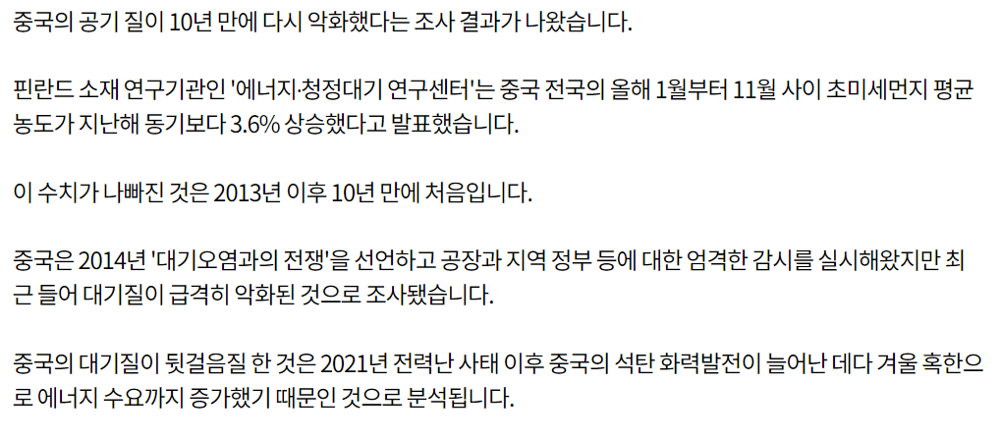 중국의 공기 질이 10년 만에 다시 악화했다는 조사 결과가 나왔습니다.
핀란드 소재 연구기관인 '에너지·청정대기 연구센터'는 중국 전국의 올해 1월부터 11월 사이 초미세먼지 평균
농도가 지난해 동기보다 3.6% 상승했다고 발표했습니다.
이 수치가 나빠진 것은 2013년 이후 10년 만에 처음입니다.
중국은 2014년 '대기오염과의 전쟁'을 선언하고 공장과 지역 정부 등에 대한 엄격한 감시를 실시해왔지만 최
근 들어 대기질이 급격히 악화된 것으로 조사됐습니다.
중국의 대기질이 뒷걸음질 한 것은 2021년 전력난 사태 이후 중국의 석탄 화력발전이 늘어난 데다 겨울 혹한으
로 에너지 수요까지 증가했기 때문인 것으로 분석됩니다.